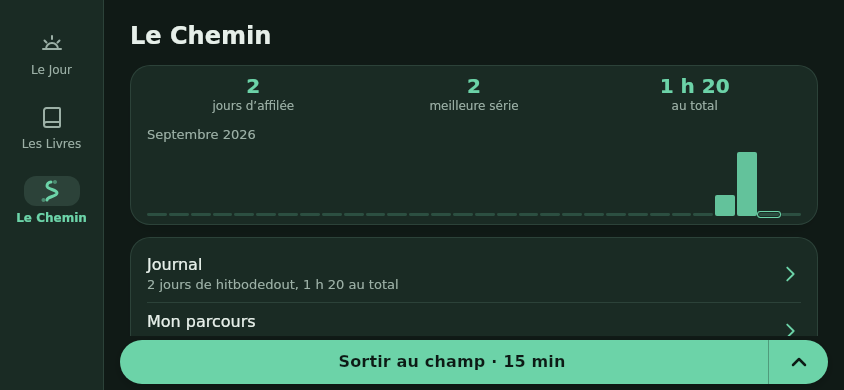 Le Jour
Les Livres
Le Chemin
Le Chemin
2
jours d’affilée
2
meilleure série
1 h 20
au total
Septembre 2026
Journal
2 jours de hitbodedout, 1 h 20 au total
Mon parcours
Sortir au champ · 15 min